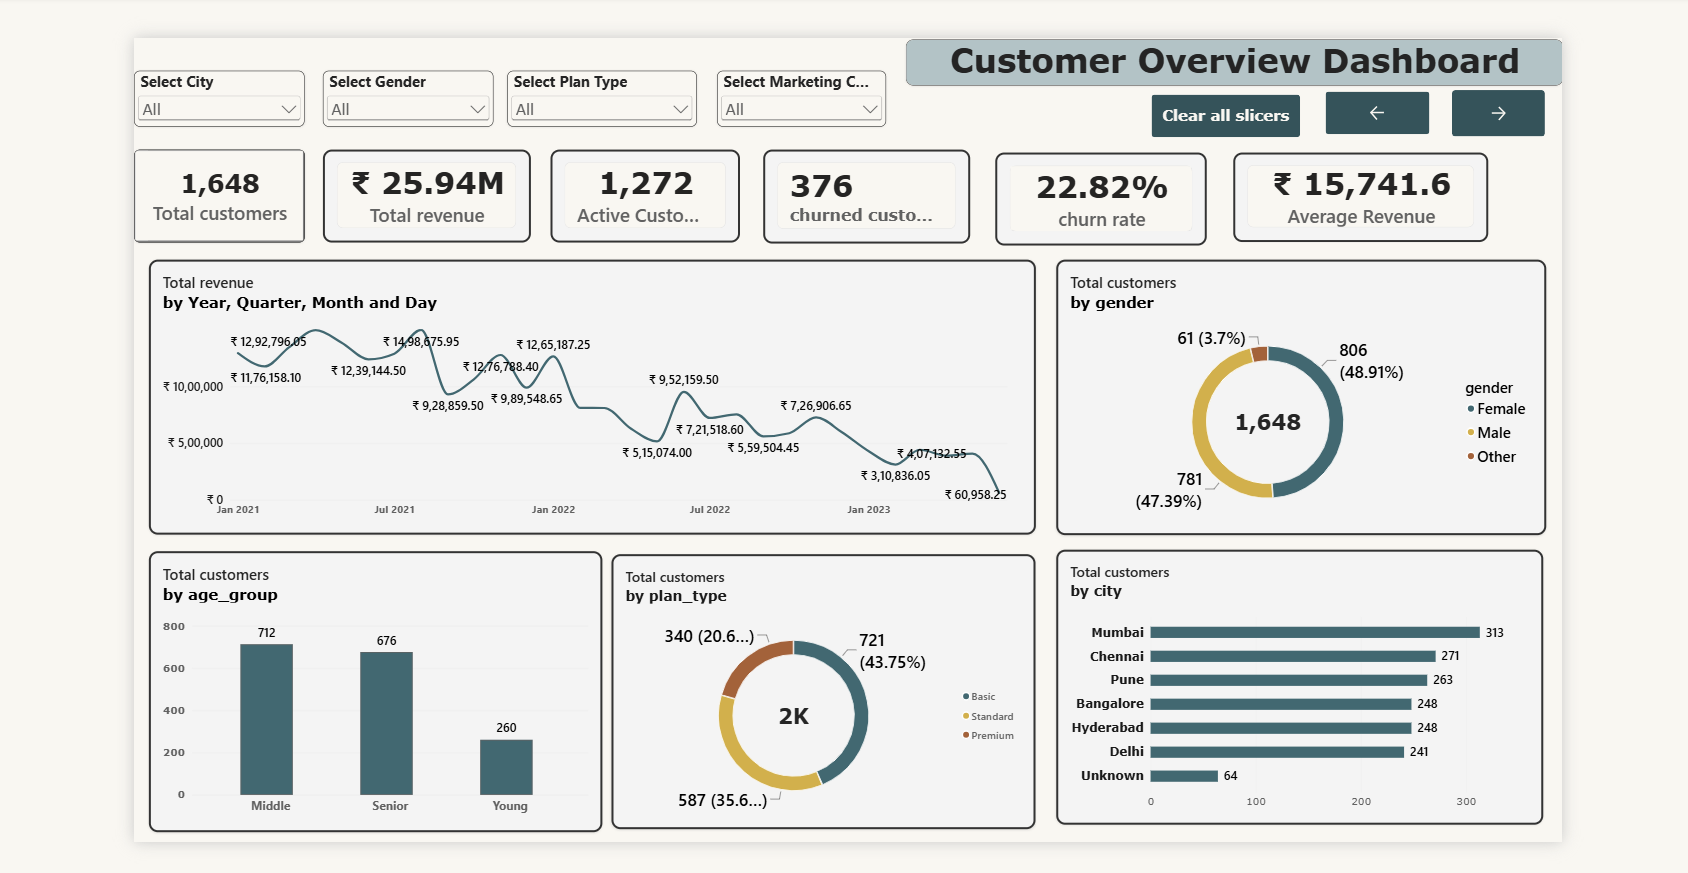 Customer Overview Dashboard
Select City
All
Select Gender
All
Select Plan Type
All
Select Marketing C...
All
Clear all slicers
←
→
1,648
Total customers
₹ 25.94M
Total revenue
1,272
Active Custo...
376
churned custo...
22.82%
churn rate
₹ 15,741.6
Average Revenue
Total revenue
by Year, Quarter, Month and Day
₹ 12,92,796.05
₹ 11,76,158.10
₹ 12,39,144.50
₹ 14,98,675.95
₹ 9,28,859.50
₹ 12,76,788.40
₹ 9,89,548.65
₹ 12,65,187.25
₹ 5,15,074.00
₹ 9,52,159.50
₹ 7,21,518.60
₹ 5,59,504.45
₹ 7,26,906.65
₹ 3,10,836.05
₹ 4,07,132.55
₹ 60,958.25
₹ 10,00,000
₹ 5,00,000
₹ 0
Jan 2021
Jul 2021
Jan 2022
Jul 2022
Jan 2023
Total customers
by gender
61 (3.7%)
806
(48.91%)
1,648
781
(47.39%)
gender
Female
Male
Other
Total customers
by age_group
800
600
400
200
0
712
676
260
Middle
Senior
Young
Total customers
by plan_type
340 (20.6...)
721
(43.75%)
2K
587 (35.6...)
Basic
Standard
Premium
Total customers
by city
Mumbai 313
Chennai 271
Pune 263
Bangalore 248
Hyderabad 248
Delhi 241
Unknown 64
0 100 200 300